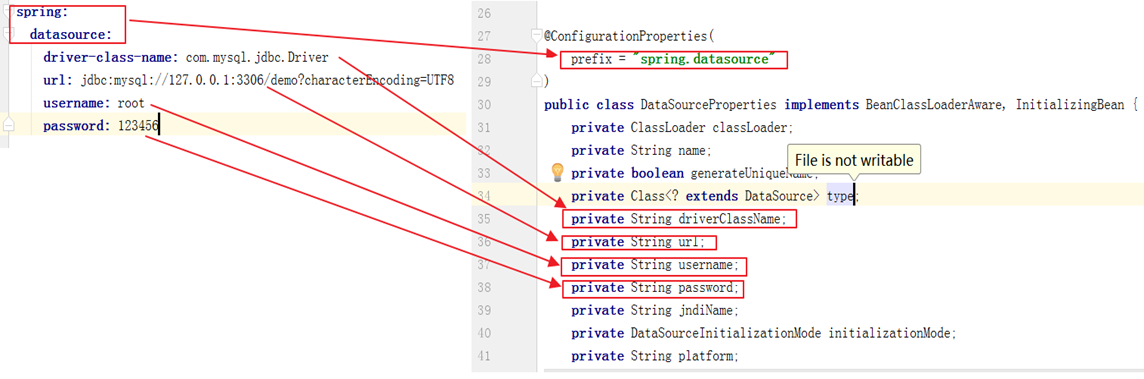 spring:
datasource:
driver-class-name: com.mysql.jdbc.Driver
url: jdbc:mysql://127.0.0.1:3306/demo?characterEncoding=UTF8
username: root
password: 123456
26
27 @ConfigurationProperties(
28 prefix = "spring.datasource"
29 )
30 public class DataSourceProperties implements BeanClassLoaderAware, InitializingBean {
31 private ClassLoader classLoader;
32 private String name;
33 private boolean generateUniqueName;
File is not writable
34 private Class<? extends DataSource> type;
35 private String driverClassName;
36 private String url;
37 private String username;
38 private String password;
39 private String jndiName;
40 private DataSourceInitializationMode initializationMode;
41 private String platform;